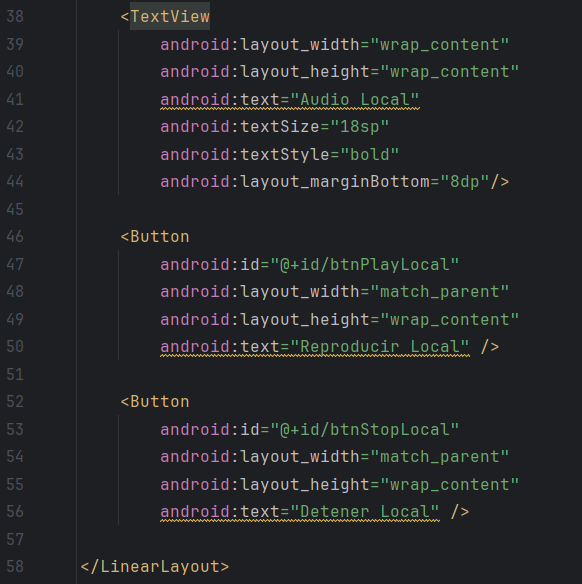 38 <TextView
39 android:layout_width="wrap_content"
40 android:layout_height="wrap_content"
41 android:text="Audio Local"
42 android:textSize="18sp"
43 android:textStyle="bold"
44 android:layout_marginBottom="8dp"/>
45
46 <Button
47 android:id="@+id/btnPlayLocal"
48 android:layout_width="match_parent"
49 android:layout_height="wrap_content"
50 android:text="Reproducir Local" />
51
52 <Button
53 android:id="@+id/btnStopLocal"
54 android:layout_width="match_parent"
55 android:layout_height="wrap_content"
56 android:text="Detener Local" />
57
58 </LinearLayout>